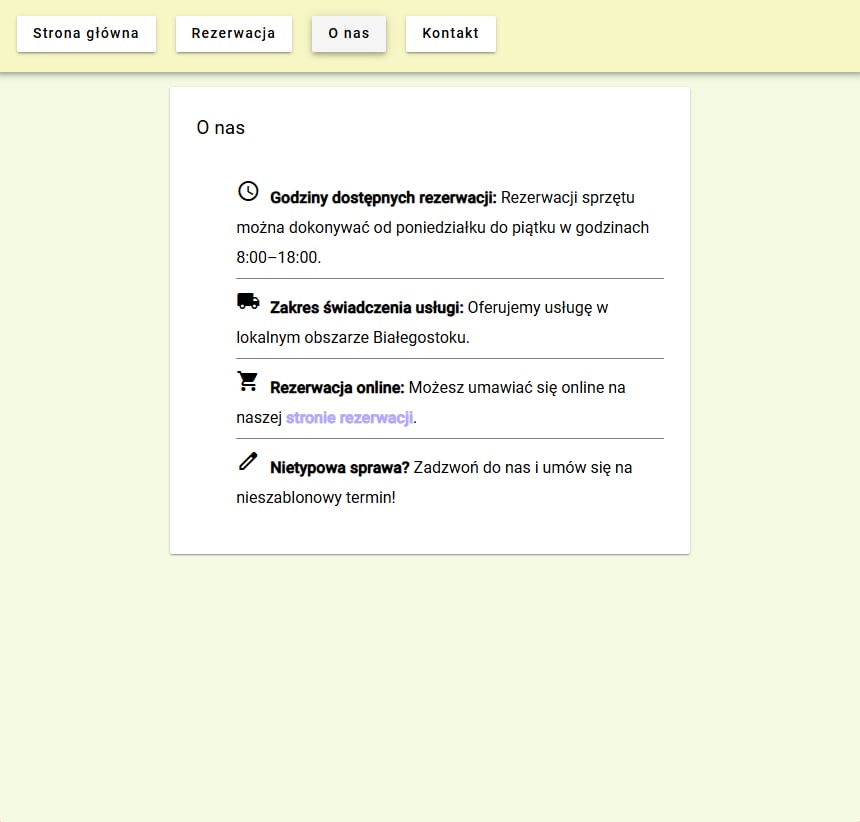 Strona główna Rezerwacja O nas Kontakt
O nas
Godziny dostępnych rezerwacji: Rezerwacji sprzętu
można dokonywać od poniedziałku do piątku w godzinach
8:00–18:00.
Zakres świadczenia usługi: Oferujemy usługę w
lokalnym obszarze Białegostoku.
Rezerwacja online: Możesz umawiać się online na
naszej stronie rezerwacji.
Nietypowa sprawa? Zadzwoń do nas i umów się na
nieszablonowy termin!